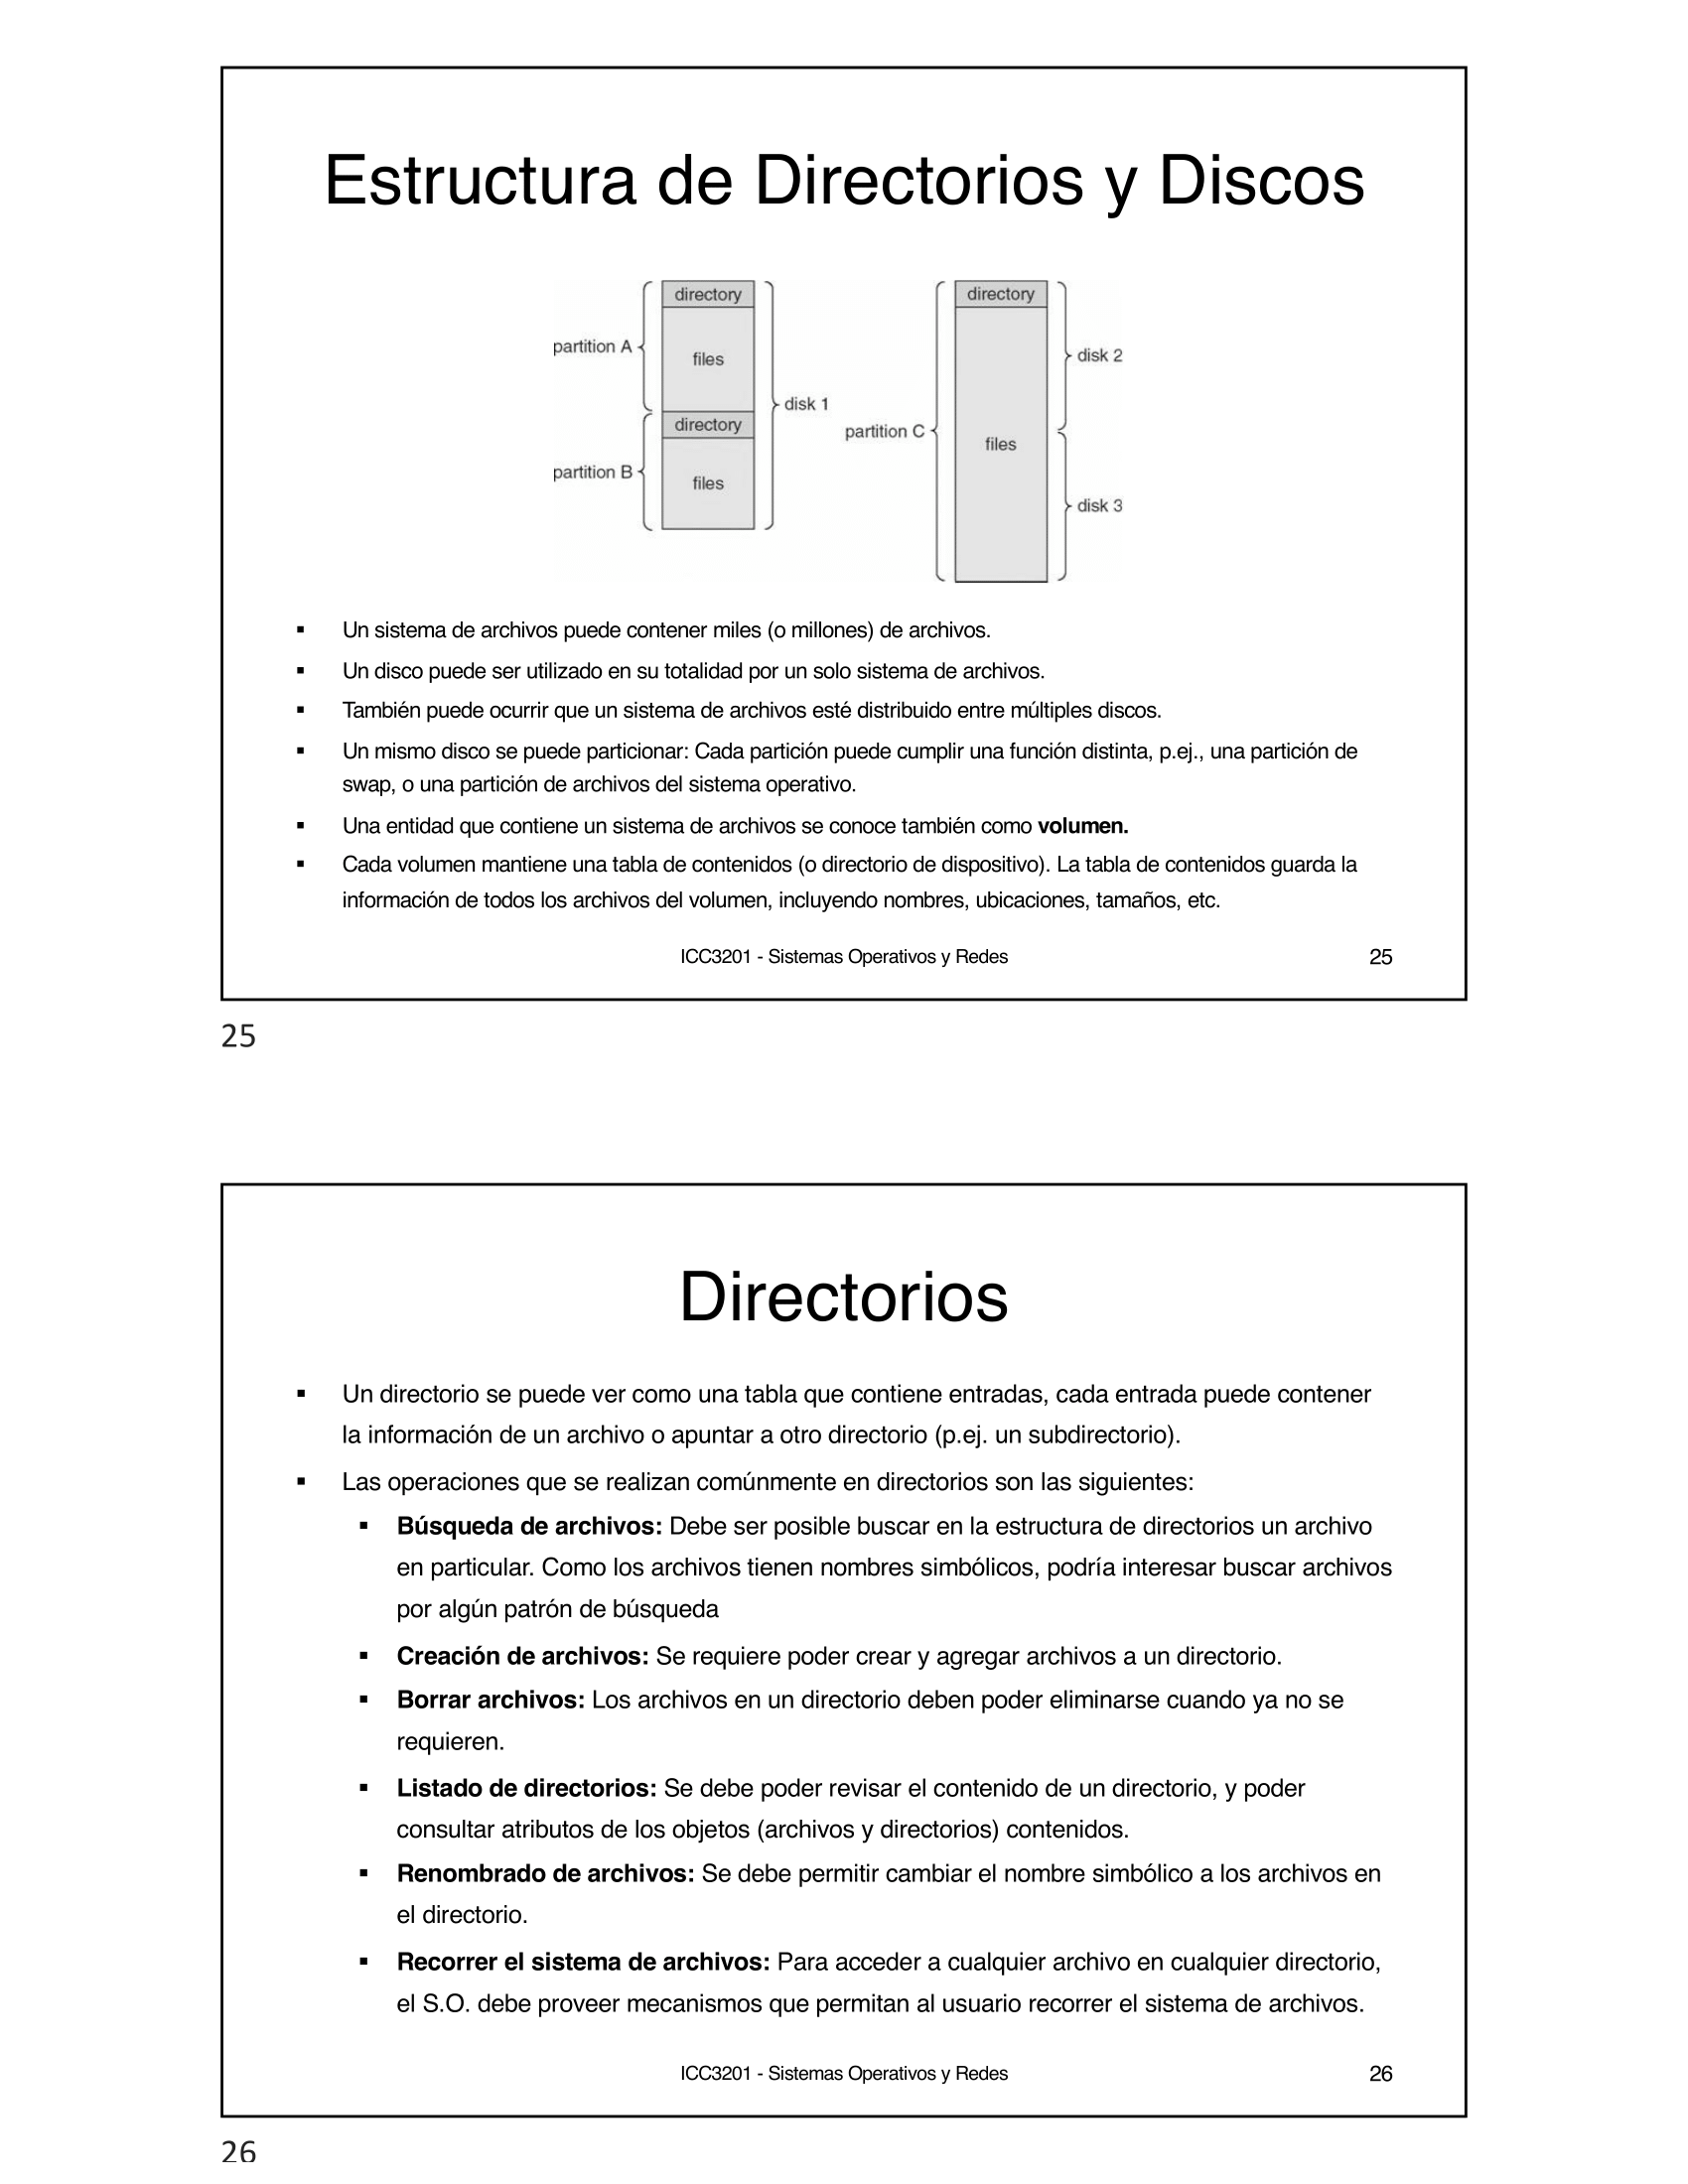 Estructura de Directorios y Discos
directory
directory
partition A
disk 2
files
disk 1
directory
partition C
files
partition B
files
disk 3
▪ Un sistema de archivos puede contener miles (o millones) de archivos.
▪ Un disco puede ser utilizado en su totalidad por un solo sistema de archivos.
▪ También puede ocurrir que un sistema de archivos esté distribuido entre múltiples discos.
▪ Un mismo disco se puede particionar: Cada partición puede cumplir una función distinta, p.ej., una partición de
swap, o una partición de archivos del sistema operativo.
▪ Una entidad que contiene un sistema de archivos se conoce también como volumen.
▪ Cada volumen mantiene una tabla de contenidos (o directorio de dispositivo). La tabla de contenidos guarda la
información de todos los archivos del volumen, incluyendo nombres, ubicaciones, tamaños, etc.
ICC3201 - Sistemas Operativos y Redes 25
25
Directorios
▪ Un directorio se puede ver como una tabla que contiene entradas, cada entrada puede contener
la información de un archivo o apuntar a otro directorio (p.ej. un subdirectorio).
▪ Las operaciones que se realizan comúnmente en directorios son las siguientes:
▪ Búsqueda de archivos: Debe ser posible buscar en la estructura de directorios un archivo
en particular. Como los archivos tienen nombres simbólicos, podría interesar buscar archivos
por algún patrón de búsqueda
▪ Creación de archivos: Se requiere poder crear y agregar archivos a un directorio.
▪ Borrar archivos: Los archivos en un directorio deben poder eliminarse cuando ya no se
requieren.
▪ Listado de directorios: Se debe poder revisar el contenido de un directorio, y poder
consultar atributos de los objetos (archivos y directorios) contenidos.
▪ Renombrado de archivos: Se debe permitir cambiar el nombre simbólico a los archivos en
el directorio.
▪ Recorrer el sistema de archivos: Para acceder a cualquier archivo en cualquier directorio,
el S.O. debe proveer mecanismos que permitan al usuario recorrer el sistema de archivos.
ICC3201 - Sistemas Operativos y Redes 26
26